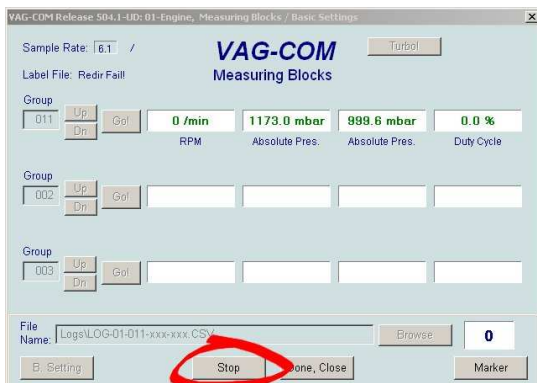 VAG-COM Release 504.1-UD: 01-Engine, Measuring Blocks / Basic Settings
Sample Rate: 6.1 /
VAG-COM
Turbo!
Label File: Redir Fail!
Measuring Blocks
Group
011 Up Dn Go! 0 /min 1173.0 mbar 999.6 mbar 0.0 %
RPM Absolute Pres. Absolute Pres. Duty Cycle
Group
002 Up Dn Go!
Group
003 Up Dn Go!
File Name: Logs\LOG-01-011-xxx-xxx.CSV Browse 0
B. Setting Stop Done, Close Marker